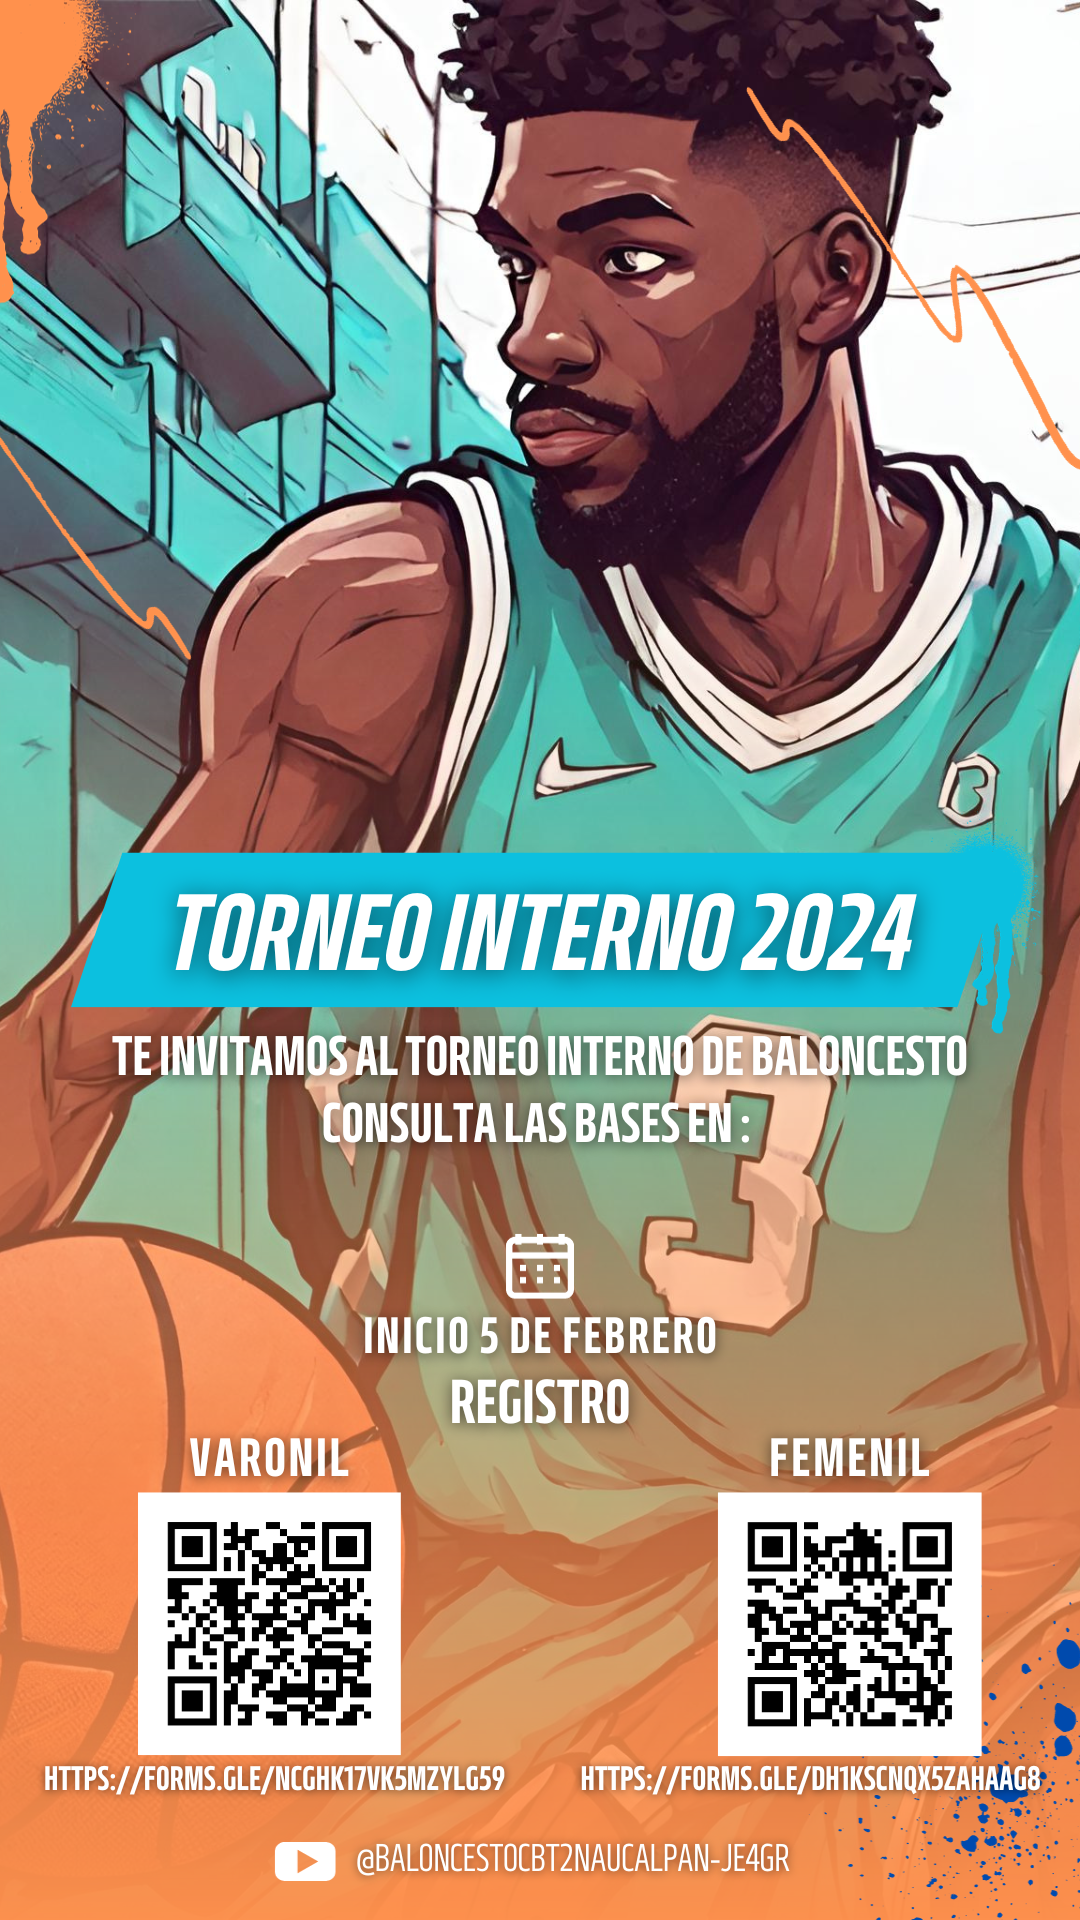 TORNEO INTERNO 2024
TE INVITAMOS AL TORNEO INTERNO DE BALONCESTO
CONSULTA LAS BASES EN :
3
INICIO 5 DE FEBRERO
REGISTRO
VARONIL
FEMENIL
HTTPS://FORMS.GLE/NCGHK17VK5MZYLG59
HTTPS://FORMS.GLE/DH1KSCNQX5ZAHAAG8
@BALONCESTOCBT2NAUCALPAN-JE4GR